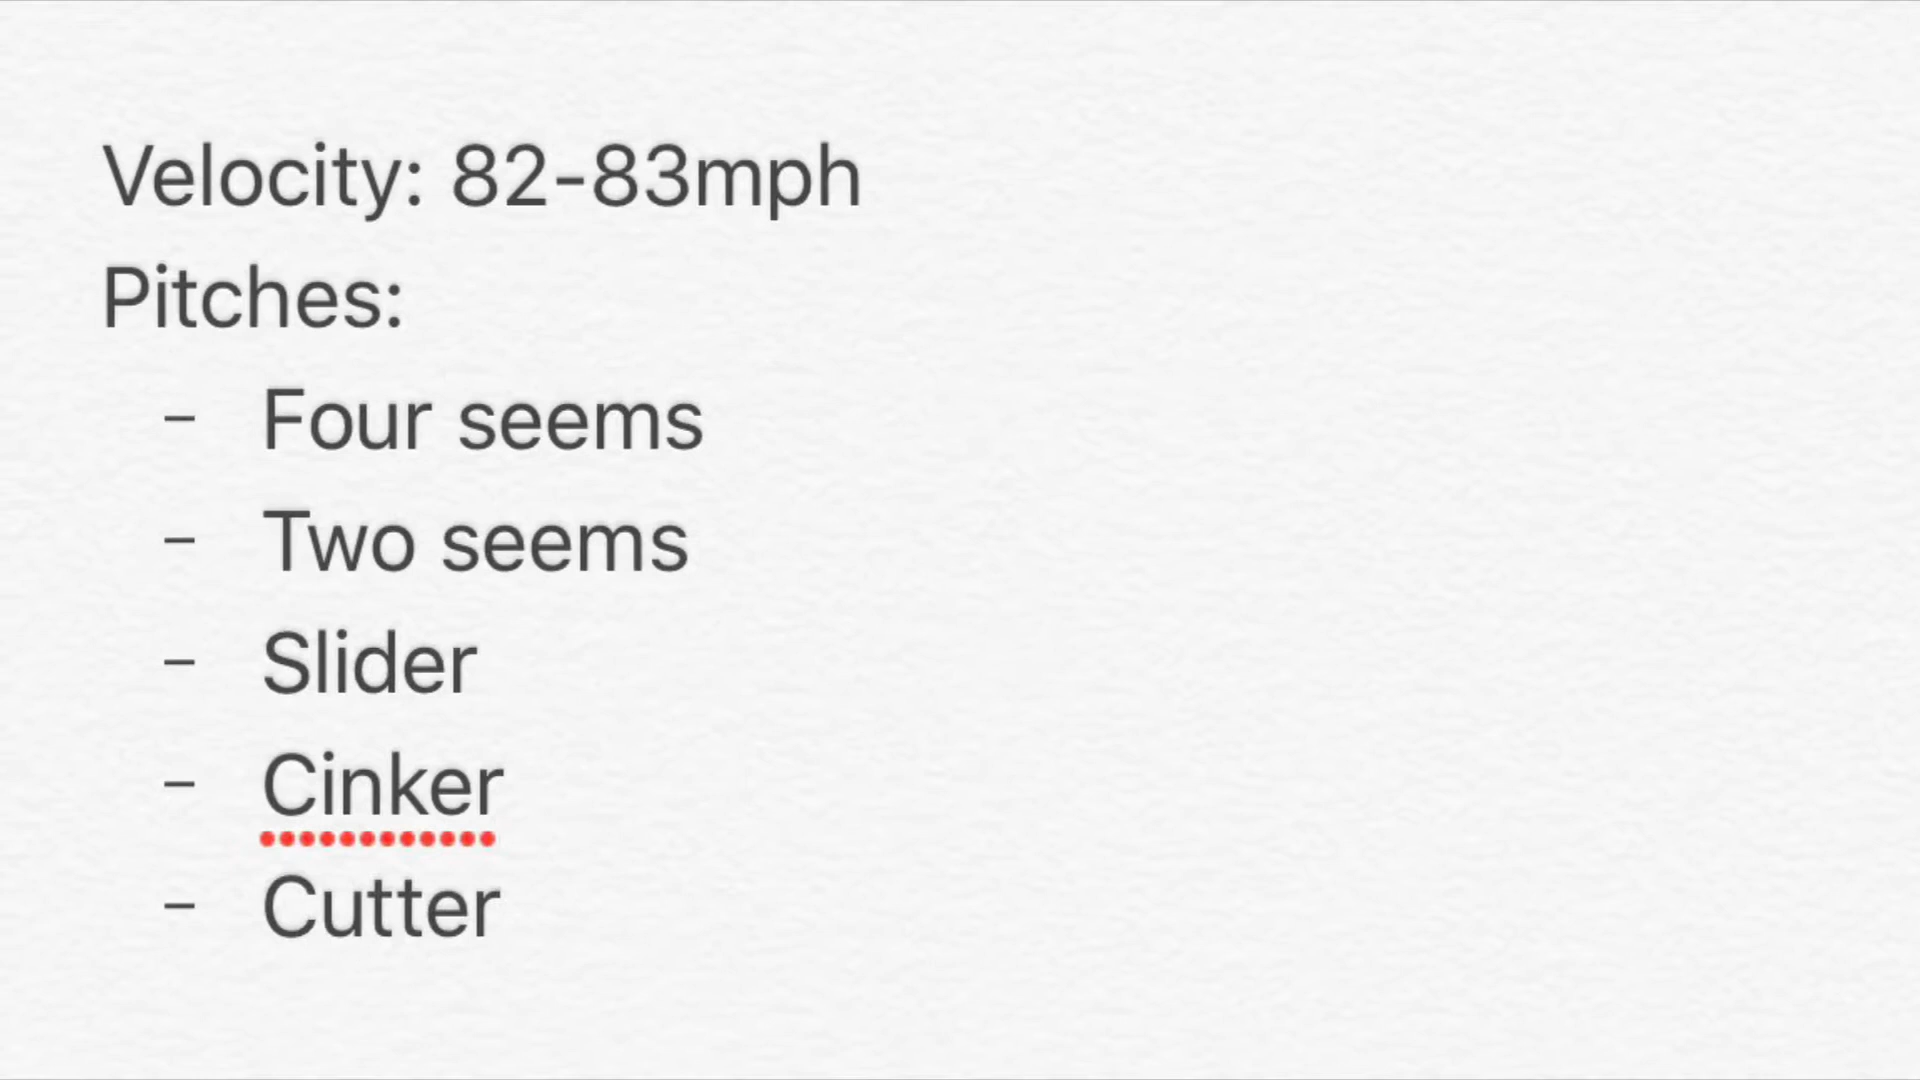 Velocity: 82-83mph
Pitches:
– Four seems
– Two seems
– Slider
– Cinker
– Cutter